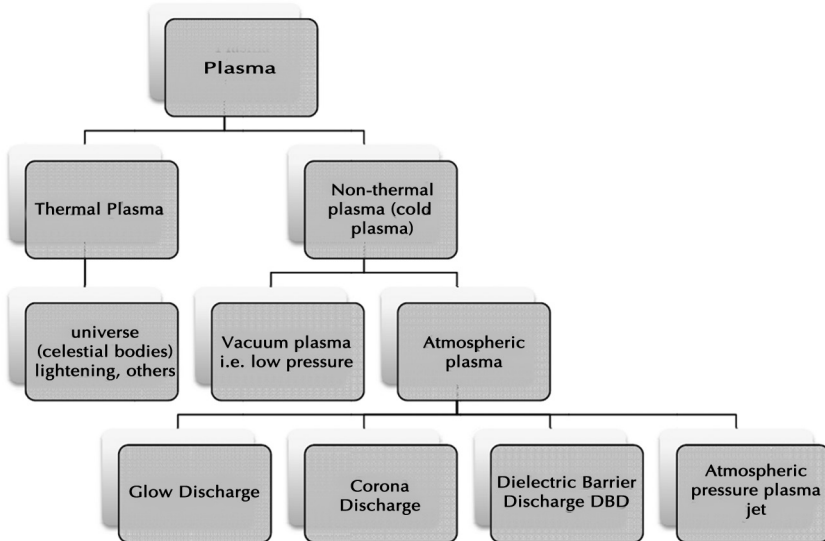 Plasma
Thermal Plasma
Non-thermal
plasma (cold
plasma)
universe
(celestial bodies)
lightening, others
Vacuum plasma
i.e. low pressure
Atmospheric
plasma
Glow Discharge
Corona
Discharge
Dielectric Barrier
Discharge DBD
Atmospheric
pressure plasma
jet